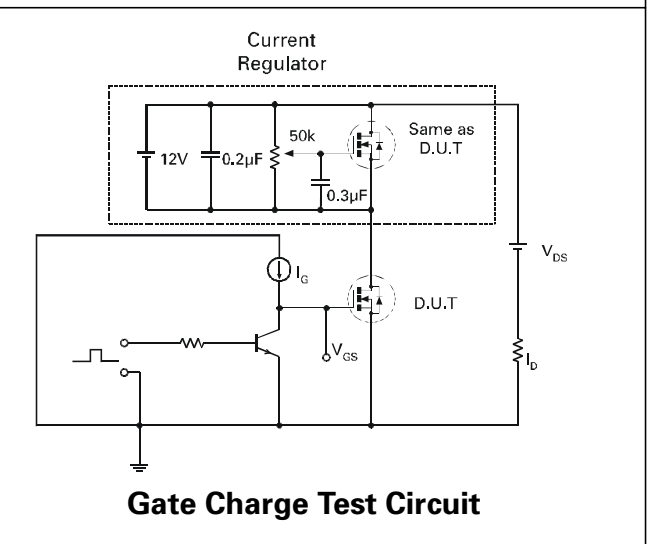 Current
Regulator
50k
Same as
D.U.T
12V
0.2µF
0.3µF
V_DS
I_G
D.U.T
V_GS
I_D
Gate Charge Test Circuit